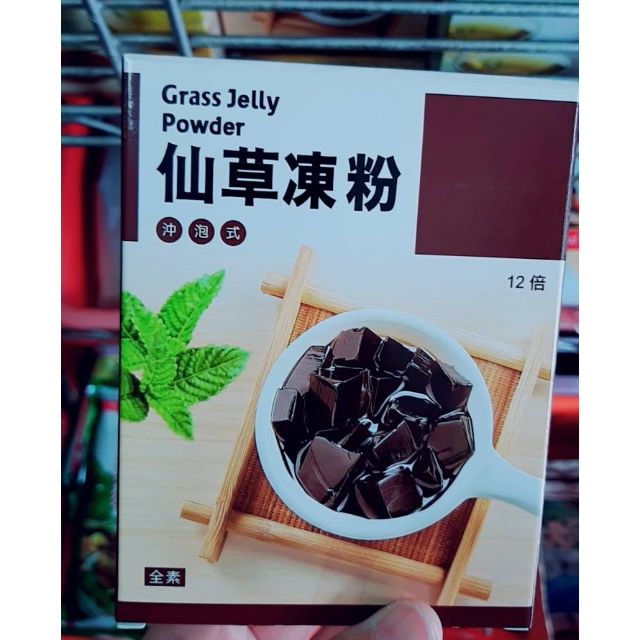 Grass Jelly
Powder
仙草凍粉
沖泡式
12倍
全素